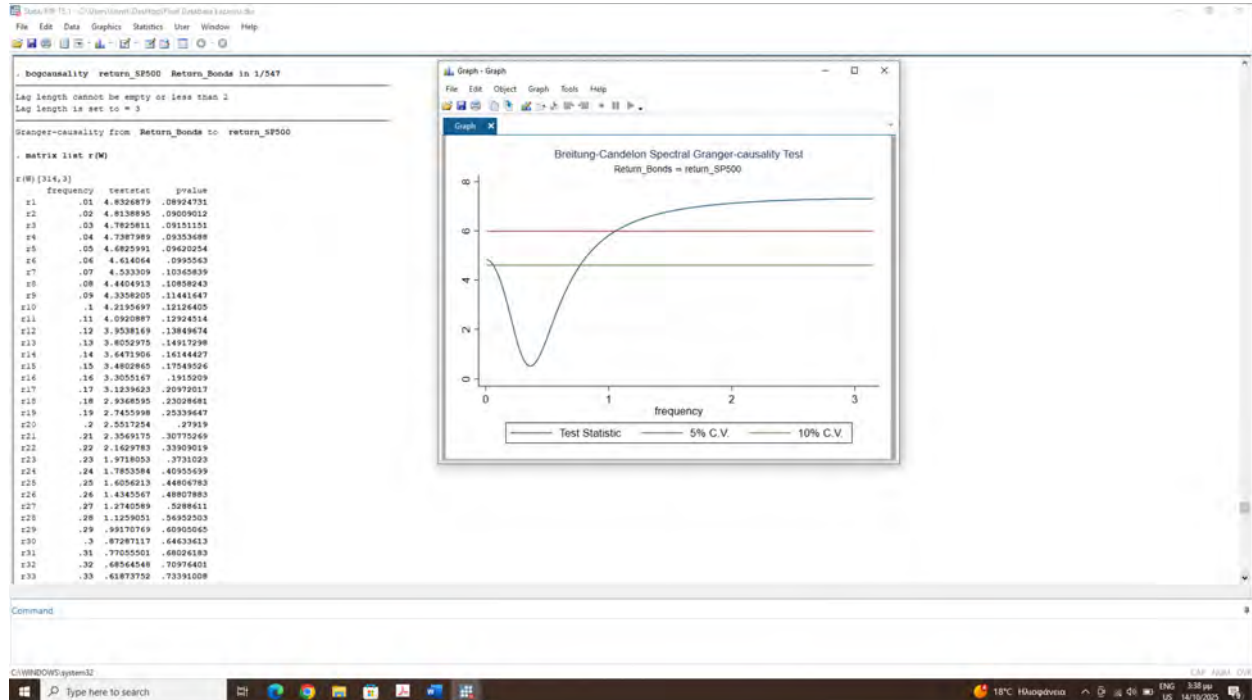 File Edit Data Graphics Statistics User Window Help
. bcgcausality return_SP500 Return_Bonds in 1/547
Lag length cannot be empty or less than 3
Lag length is set to = 3
Granger-causality from Return_Bonds to return_SP500
. matrix list r(W)
r(W)[314,3]
frequency teststat pvalue
r1 .01 4.8326879 .08924731
r2 .02 4.8138895 .09009012
r3 .03 4.7825811 .09151151
r4 .04 4.7387989 .09353688
r5 .05 4.6825991 .09620254
r6 .06 4.614064 .0995563
r7 .07 4.533309 .10365839
r8 .08 4.4404913 .10858243
r9 .09 4.3358205 .11441647
r10 .1 4.2195697 .12126405
r11 .11 4.0920887 .12924514
r12 .12 3.9538169 .13849674
r13 .13 3.8052975 .14917298
r14 .14 3.6471906 .16144427
r15 .15 3.4802865 .17549526
r16 .16 3.3055167 .1915209
r17 .17 3.1239623 .20972017
r18 .18 2.9368595 .23028681
r19 .19 2.7455998 .25339647
r20 .2 2.5517254 .27919
r21 .21 2.3569175 .30775269
r22 .22 2.1629783 .33909019
r23 .23 1.9718053 .3731023
r24 .24 1.7853584 .40955699
r25 .25 1.6056213 .44806783
r26 .26 1.4345567 .48807883
r27 .27 1.2740589 .5288611
r28 .28 1.1259051 .56952503
r29 .29 .99170769 .60905065
r30 .3 .87287117 .64633613
r31 .31 .77055501 .68026183
r32 .32 .68564548 .70976401
r33 .33 .61873752 .73391008
Graph - Graph
File Edit Object Graph Tools Help
Graph
Breitung-Candelon Spectral Granger-causality Test
Return_Bonds = return_SP500
8
6
4
2
0
0 1 2 3
frequency
Test Statistic 5% C.V. 10% C.V.
Command
C:\WINDOWS\system32
CAP NUM OVR
Type here to search
18°C Ηλιοφάνεια
ENG 3:38 μμ
US 14/10/2025